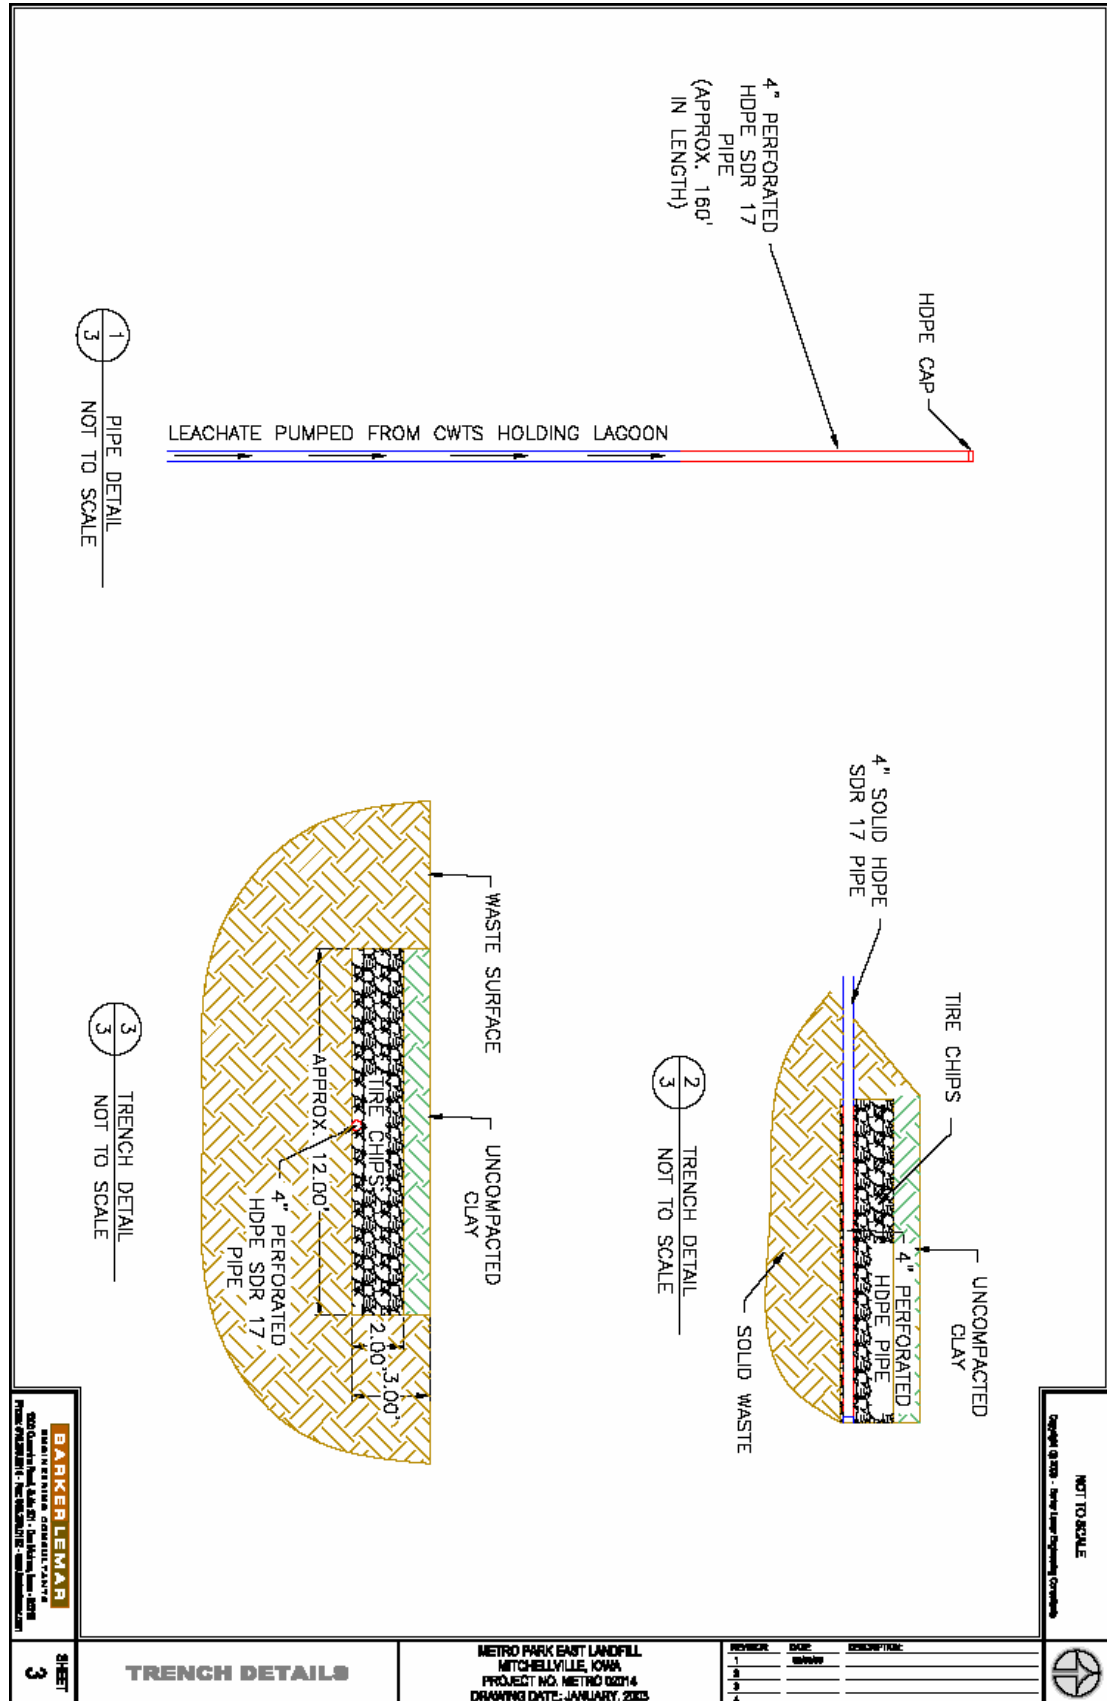 4" PERFORATED
HDPE SDR 17
PIPE
(APPROX. 160'
IN LENGTH)
HDPE CAP
LEACHATE PUMPED FROM CWTS HOLDING LAGOON
1
3
PIPE DETAIL
NOT TO SCALE
4" SOLID HDPE
SDR 17 PIPE
TIRE CHIPS
UNCOMPACTED
CLAY
4" PERFORATED
HDPE PIPE
SOLID WASTE
2
3
TRENCH DETAIL
NOT TO SCALE
WASTE SURFACE
UNCOMPACTED
CLAY
TIRE CHIPS
APPROX. 12.00'
2.00'
3.00'
4" PERFORATED
HDPE SDR 17
PIPE
3
3
TRENCH DETAIL
NOT TO SCALE
NOT TO SCALE
BARKER LEMAR
ENGINEERING CONSULTANTS
SHEET
3
TRENCH DETAILS
METRO PARK EAST LANDFILL
MITCHELLVILLE, IOWA
PROJECT NO. METRO 02014
DRAWING DATE: JANUARY, 2003
REVISION: DATE: DESCRIPTION:
1
2
3
4